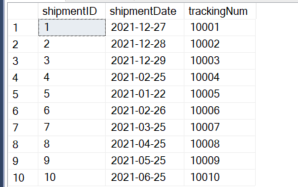 shipmentID shipmentDate trackingNum
1 1 2021-12-27 10001
2 2 2021-12-28 10002
3 3 2021-12-29 10003
4 4 2021-02-25 10004
5 5 2021-01-22 10005
6 6 2021-02-26 10006
7 7 2021-03-25 10007
8 8 2021-04-25 10008
9 9 2021-05-25 10009
10 10 2021-06-25 10010